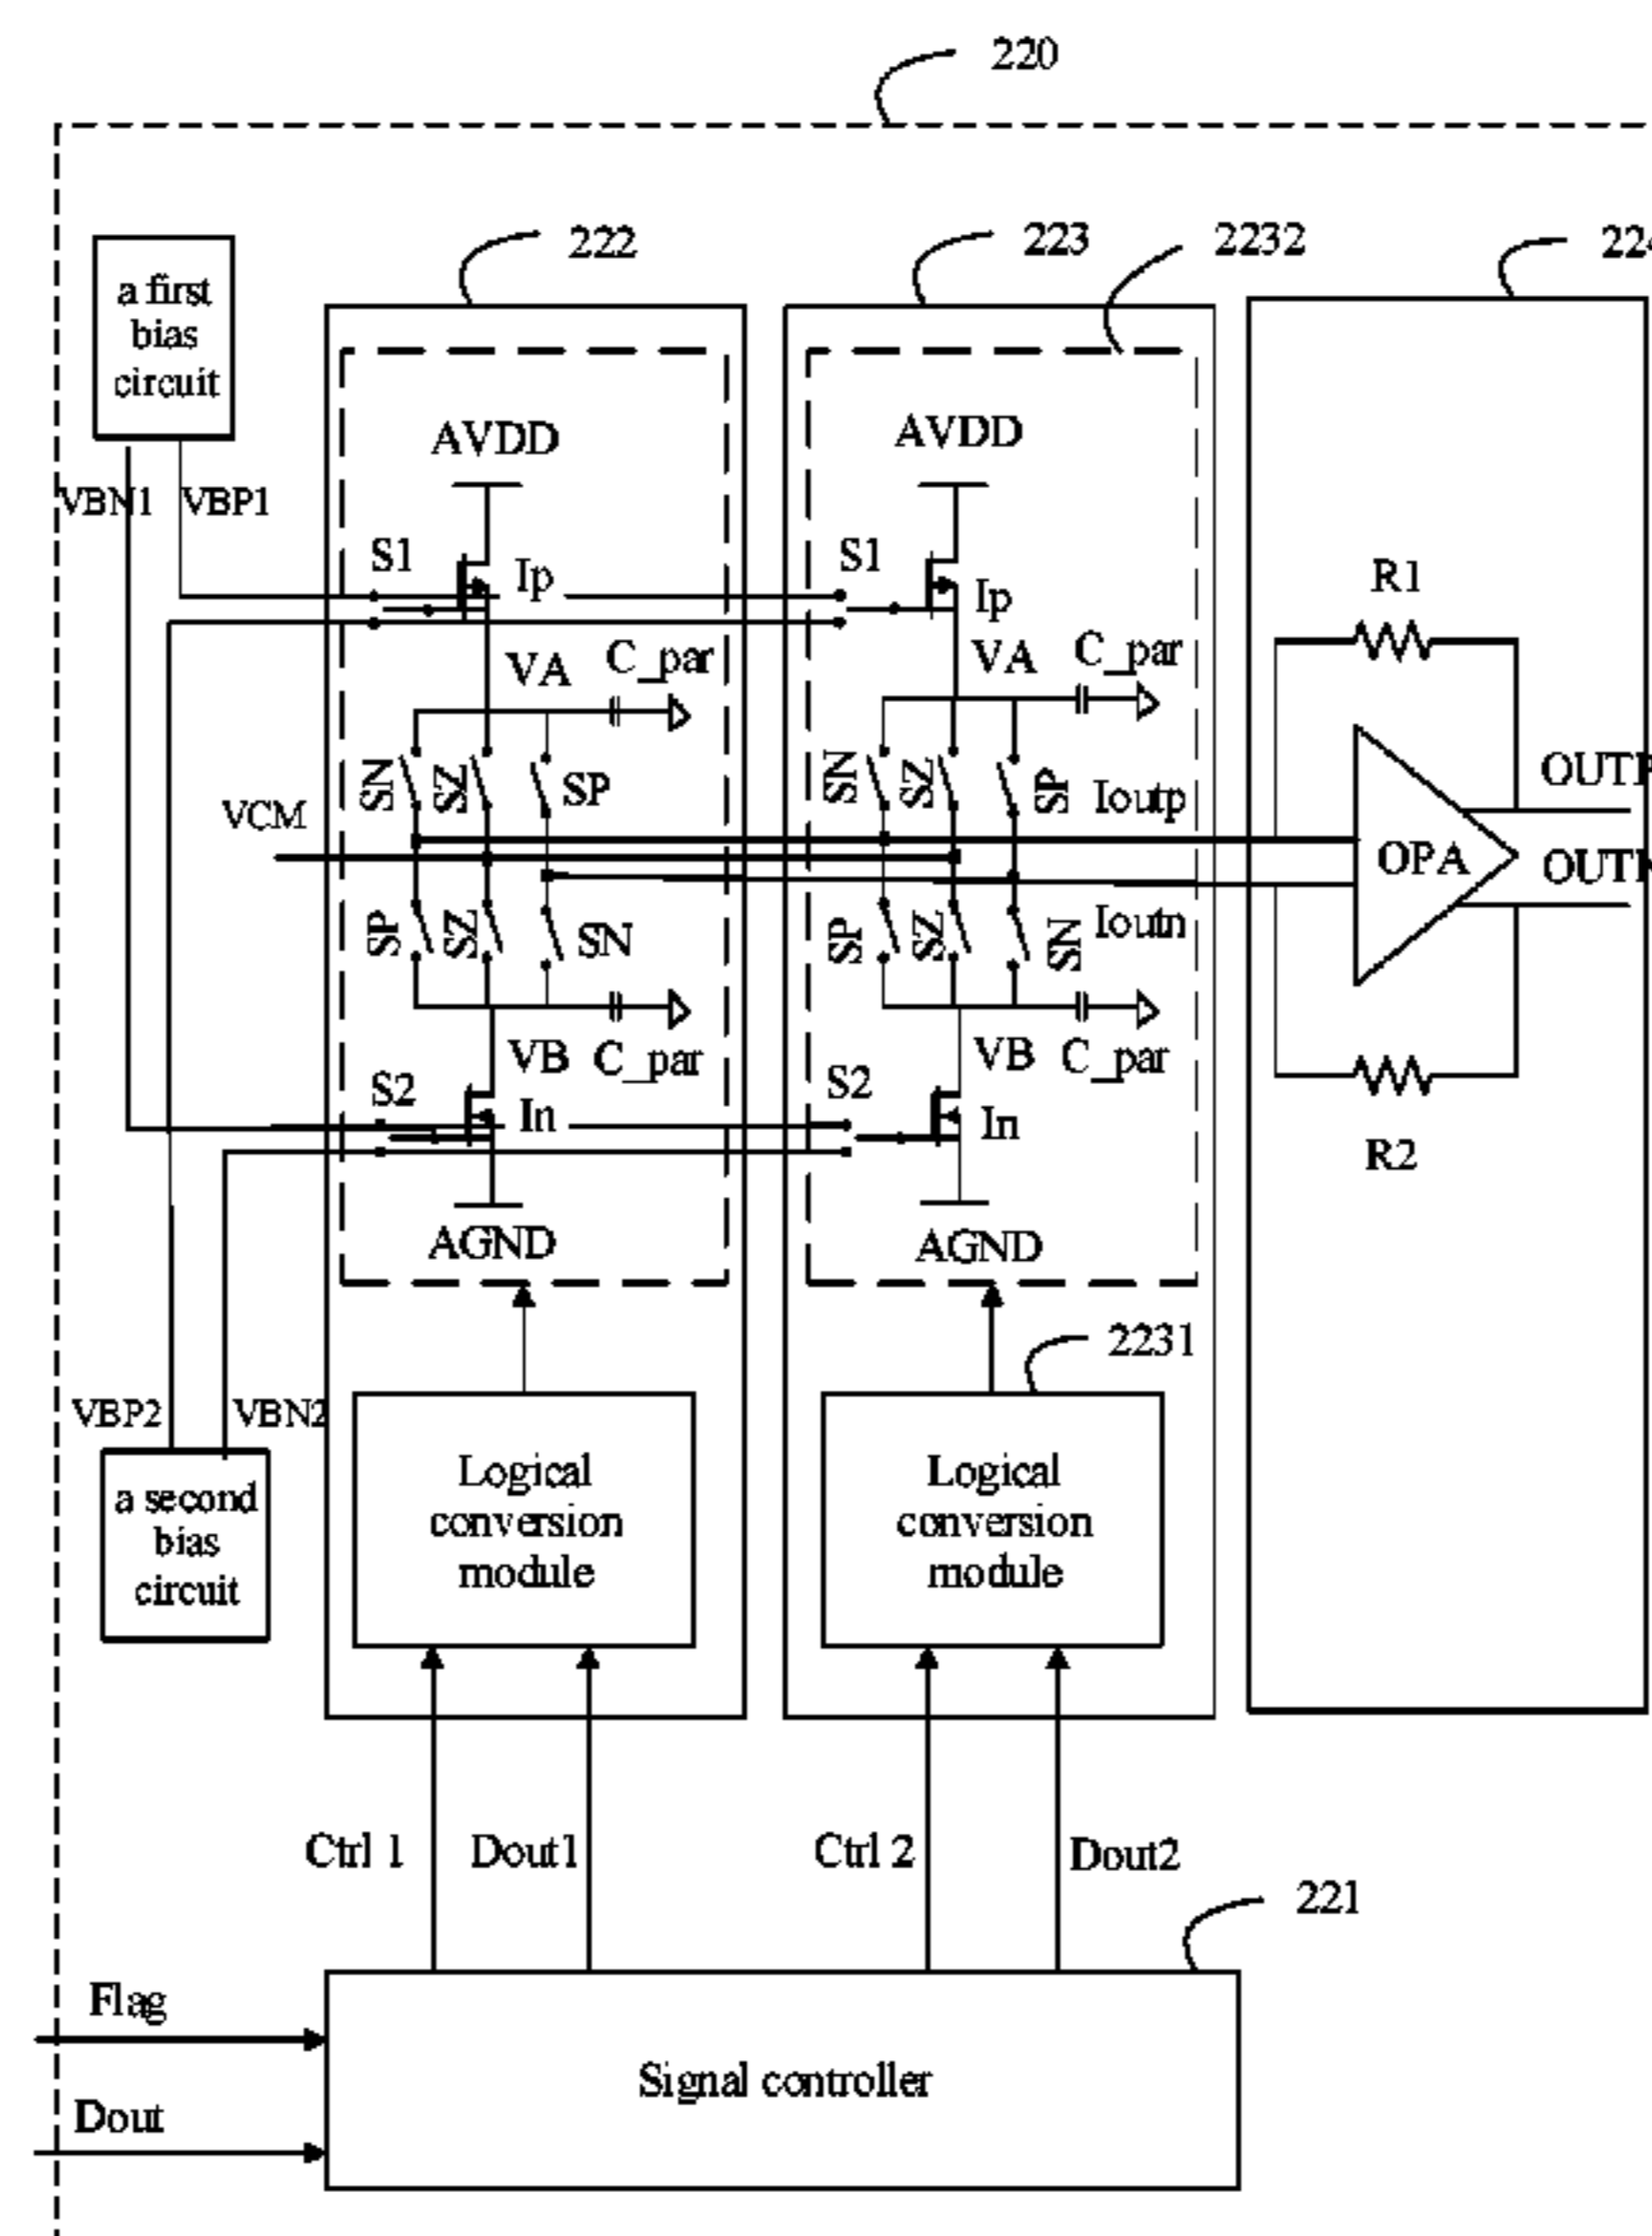 220
222
223
2232
a first
bias
circuit
AVDD
AVDD
VBN1
VBP1
S1
Ip
S1
Ip
R1
VA
C_par
VA
C_par
SN
SZ
SP
SN
SZ
SP
Ioutp
VCM
OPA
SP
SZ
SN
SP
SZ
SN
Ioutn
VB
C_par
VB
C_par
S2
In
S2
In
R2
AGND
AGND
2231
VBP2
VBN2
a second
bias
circuit
Logical
conversion
module
Logical
conversion
module
Ctrl 1
Dout1
Ctrl 2
Dout2
221
Flag
Signal controller
Dout